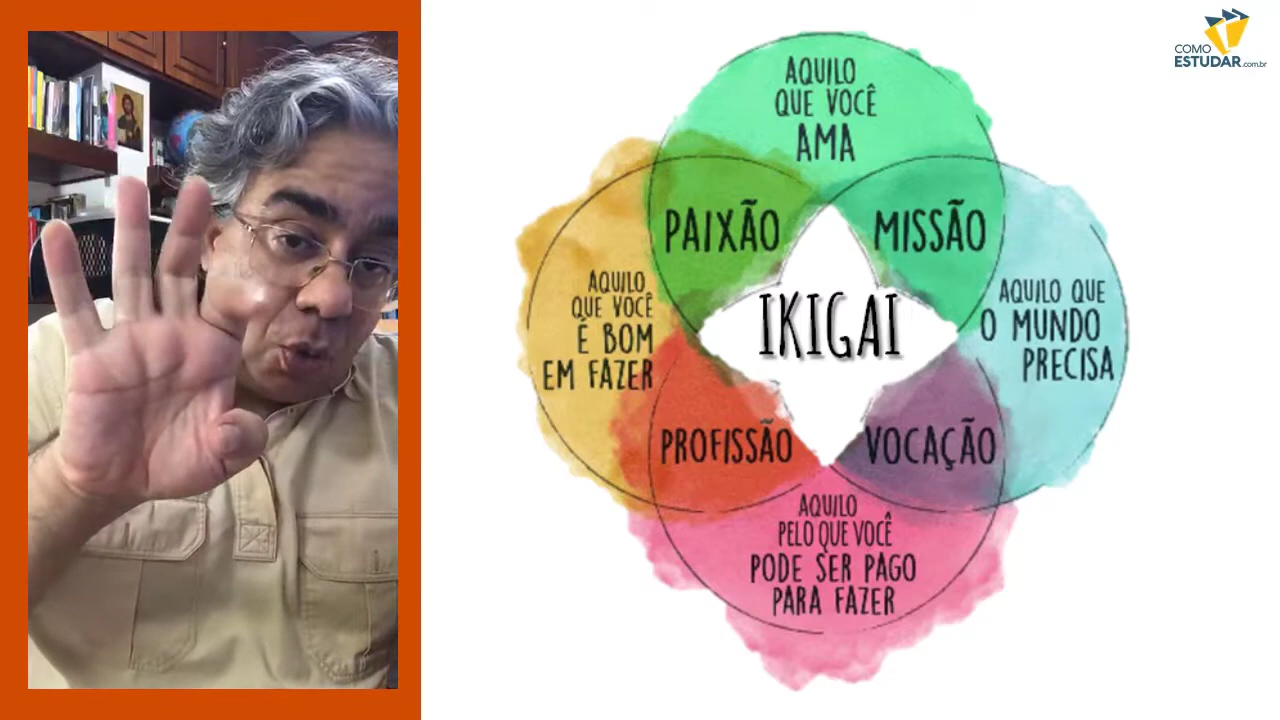 COMO
ESTUDAR.com.br
AQUILO
QUE VOCÊ
AMA
PAIXÃO
MISSÃO
AQUILO
QUE VOCÊ
É BOM
EM FAZER
IKIGAI
AQUILO QUE
O MUNDO
PRECISA
PROFISSÃO
VOCAÇÃO
AQUILO
PELO QUE VOCÊ
PODE SER PAGO
PARA FAZER